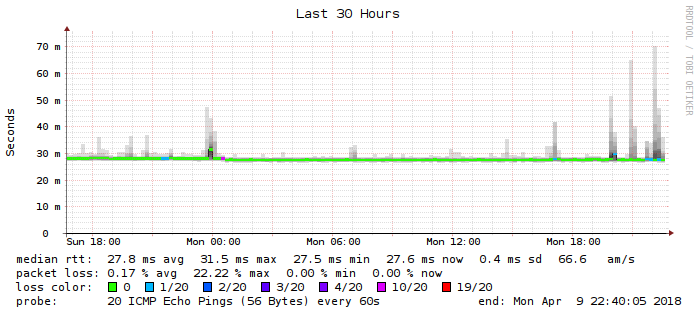 Last 30 Hours
RRDTOOL / TOBI OETIKER
Seconds
70 m
60 m
50 m
40 m
30 m
20 m
10 m
0
Sun 18:00 Mon 00:00 Mon 06:00 Mon 12:00 Mon 18:00
median rtt: 27.8 ms avg 31.5 ms max 27.5 ms min 27.6 ms now 0.4 ms sd 66.6 am/s
packet loss: 0.17 % avg 22.22 % max 0.00 % min 0.00 % now
loss color: 0 1/20 2/20 3/20 4/20 10/20 19/20
probe: 20 ICMP Echo Pings (56 Bytes) every 60s end: Mon Apr 9 22:40:05 2018